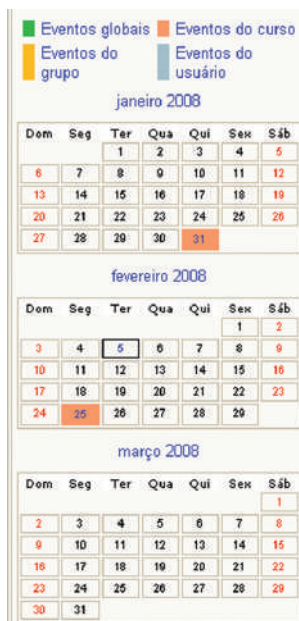 Eventos globais Eventos do curso
Eventos do grupo Eventos do usuário
janeiro 2008
Dom Seg Ter Qua Qui Sex Sáb
1 2 3 4 5
6 7 8 9 10 11 12
13 14 15 16 17 18 19
20 21 22 23 24 25 26
27 28 29 30 31
fevereiro 2008
Dom Seg Ter Qua Qui Sex Sáb
1 2
3 4 5 6 7 8 9
10 11 12 13 14 15 16
17 18 19 20 21 22 23
24 25 26 27 28 29
março 2008
Dom Seg Ter Qua Qui Sex Sáb
1
2 3 4 5 6 7 8
9 10 11 12 13 14 15
16 17 18 19 20 21 22
23 24 25 26 27 28 29
30 31